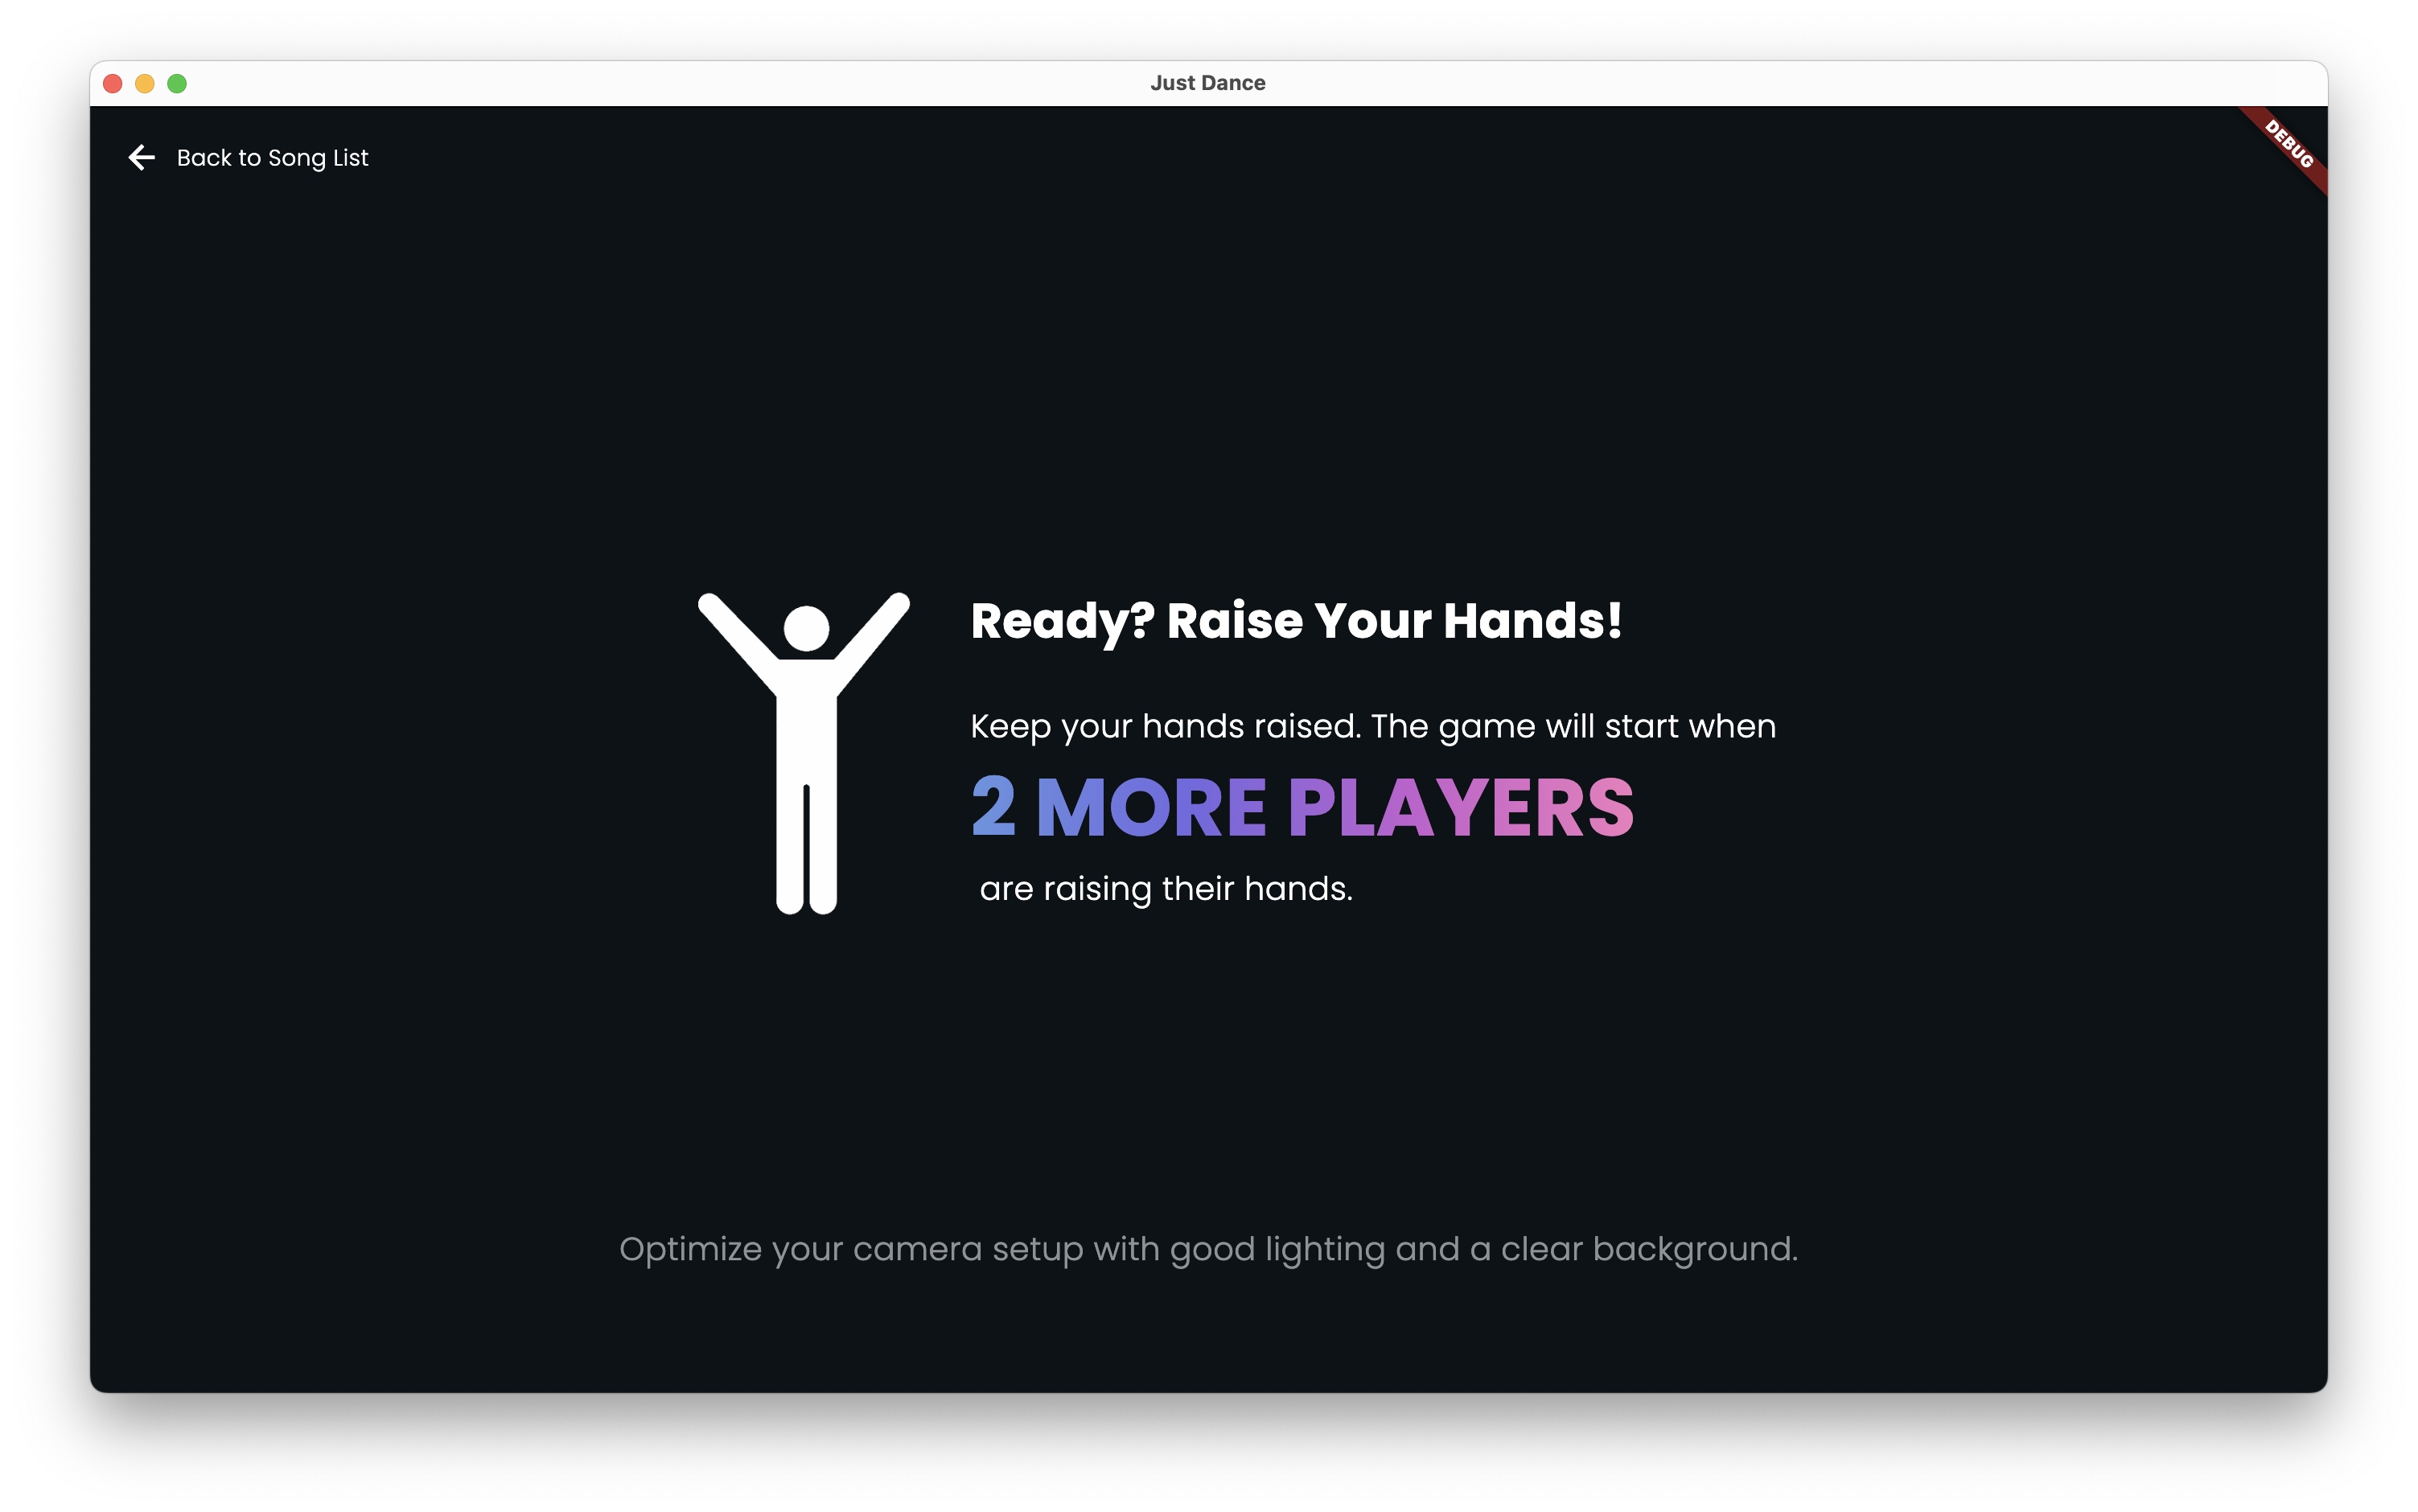 Just Dance
Back to Song List
DEBUG
Ready? Raise Your Hands!
Keep your hands raised. The game will start when
2 MORE PLAYERS
are raising their hands.
Optimize your camera setup with good lighting and a clear background.